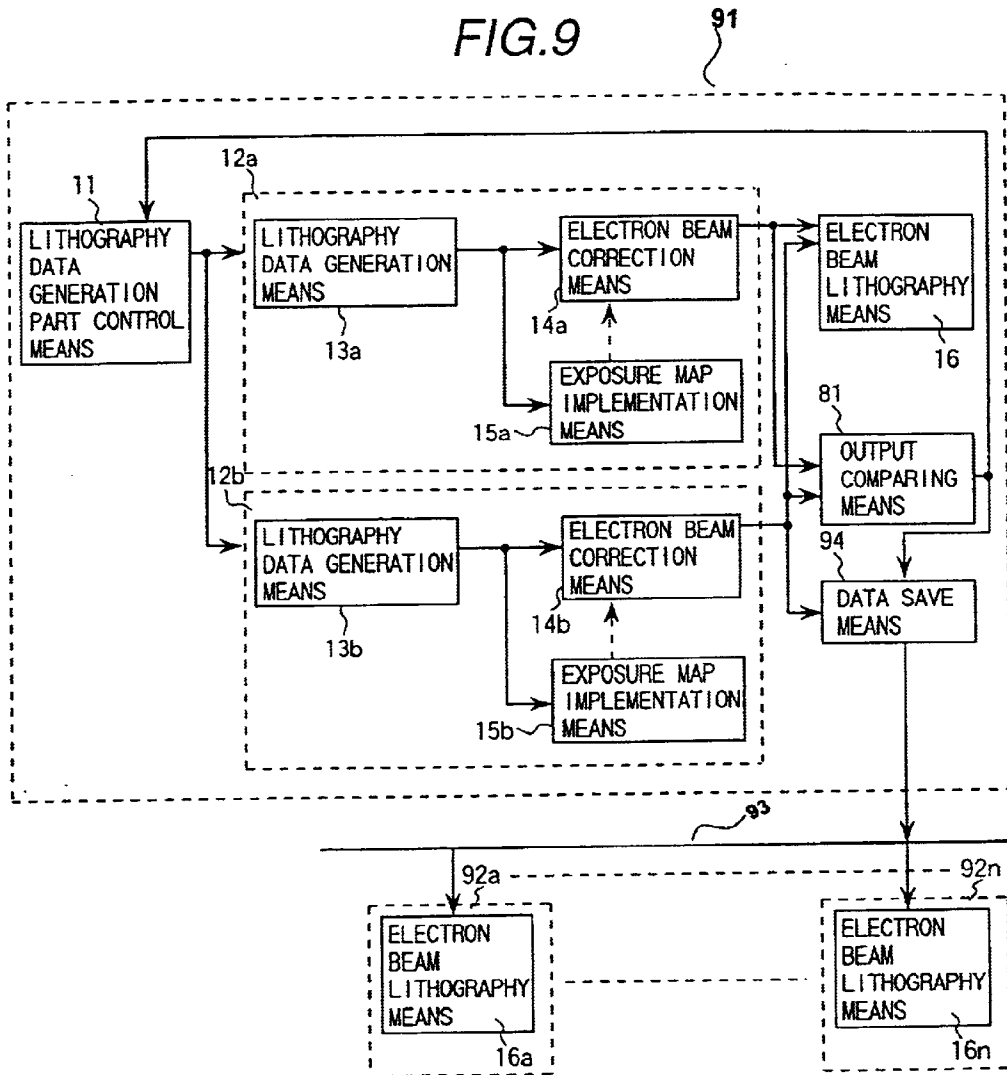 FIG.9
91
11
LITHOGRAPHY
DATA
GENERATION
PART CONTROL
MEANS
12a
LITHOGRAPHY
DATA GENERATION
MEANS
13a
ELECTRON BEAM
CORRECTION
MEANS
14a
EXPOSURE MAP
IMPLEMENTATION
MEANS
15a
ELECTRON
BEAM
LITHOGRAPHY
MEANS
16
81
OUTPUT
COMPARING
MEANS
12b
LITHOGRAPHY
DATA GENERATION
MEANS
13b
ELECTRON BEAM
CORRECTION
MEANS
14b
EXPOSURE MAP
IMPLEMENTATION
MEANS
15b
94
DATA SAVE
MEANS
93
92a
ELECTRON
BEAM
LITHOGRAPHY
MEANS
16a
92n
ELECTRON
BEAM
LITHOGRAPHY
MEANS
16n